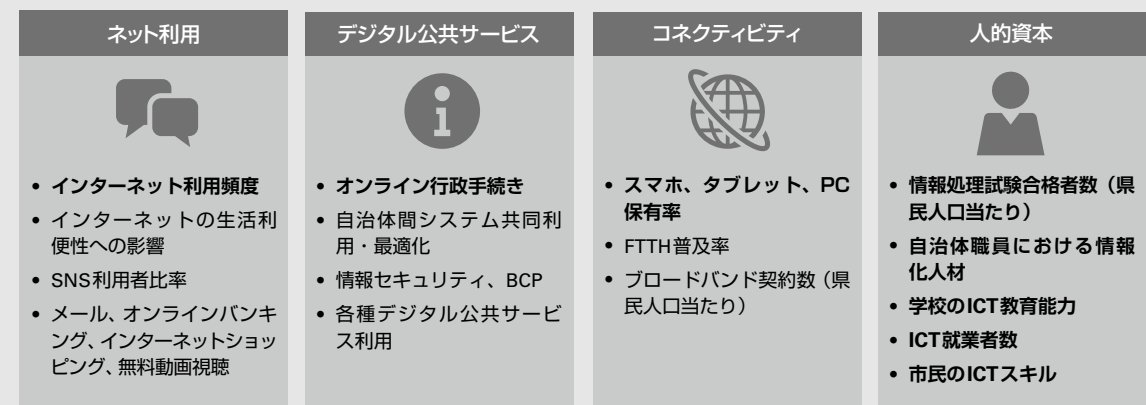 ネット利用
• インターネット利用頻度
• インターネットの生活利
便性への影響
• SNS利用者比率
• メール、オンラインバンキ
ング、インターネットショッ
ピング、無料動画視聴
デジタル公共サービス
• オンライン行政手続き
• 自治体間システム共同利
用・最適化
• 情報セキュリティ、BCP
• 各種デジタル公共サービ
ス利用
コネクティビティ
• スマホ、タブレット、PC
保有率
• FTTH普及率
• ブロードバンド契約数（県
民人口当たり）
人的資本
• 情報処理試験合格者数（県
民人口当たり）
• 自治体職員における情報
化人材
• 学校のICT教育能力
• ICT就業者数
• 市民のICTスキル